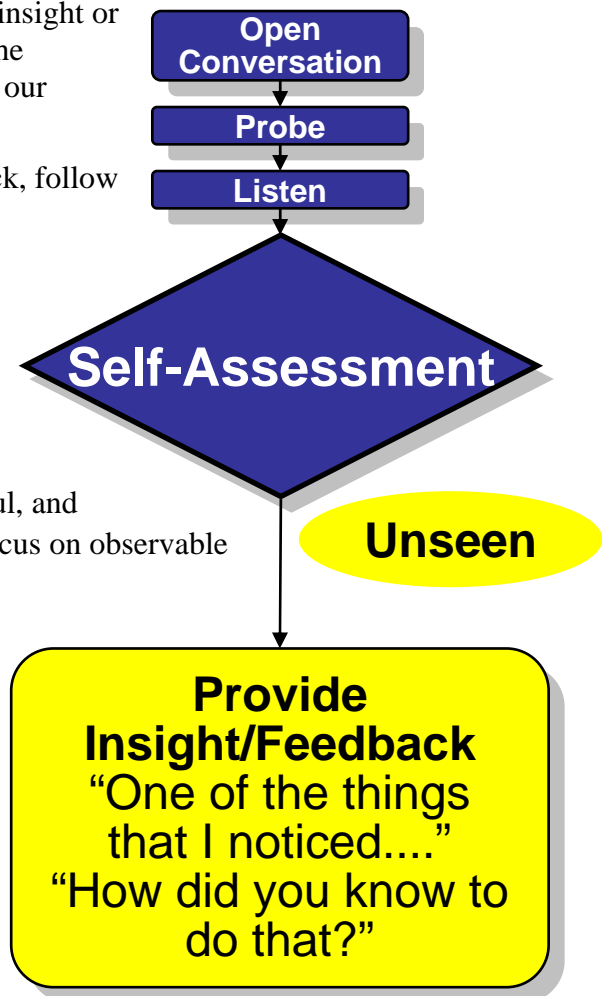 insight or
he
our
ck, follow
ul, and
cus on observable
Open
Conversation
Probe
Listen
Self-Assessment
Unseen
Provide
Insight/Feedback
“One of the things
that I noticed....”
“How did you know to
do that?”